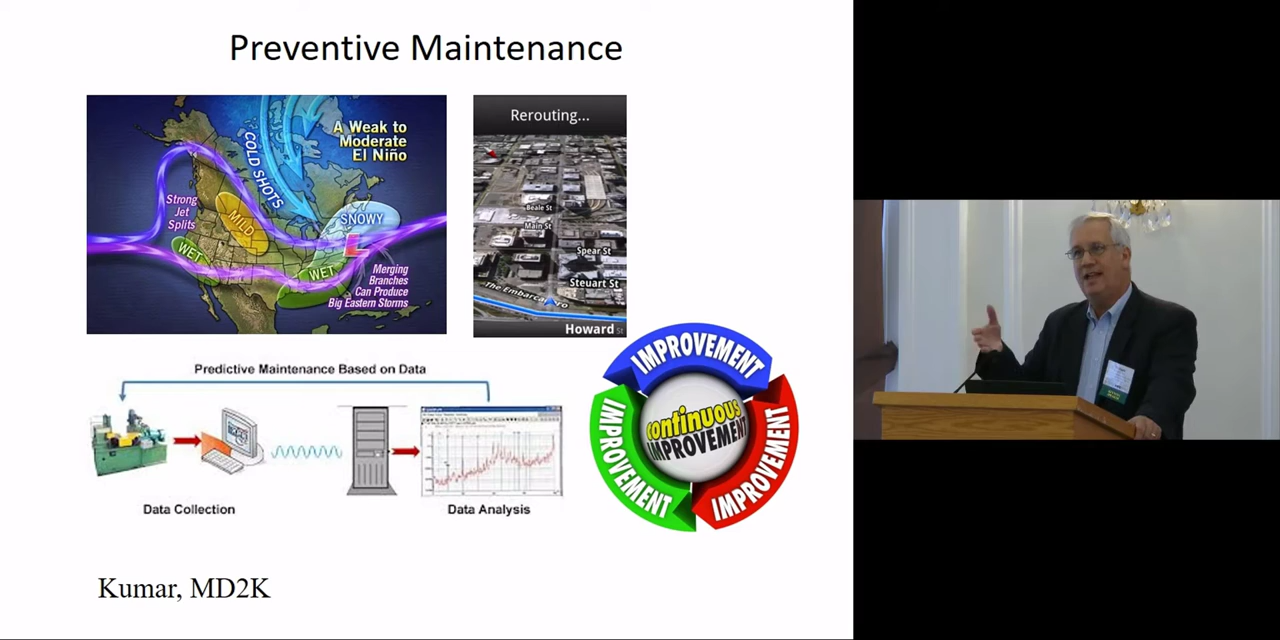 Preventive Maintenance
A Weak to
Moderate
El Niño
COLD SHOTS
Strong
Jet
Splits
MILD
SNOWY
L
WET
WET
Merging
Branches
Can Produce
Big Eastern Storms
Rerouting...
Beale St
Main St
Spear St
Steuart St
The Embarcadero
Howard St
Predictive Maintenance Based on Data
Data Collection
Data Analysis
IMPROVEMENT
IMPROVEMENT
IMPROVEMENT
continuous
IMPROVEMENT
Kumar, MD2K